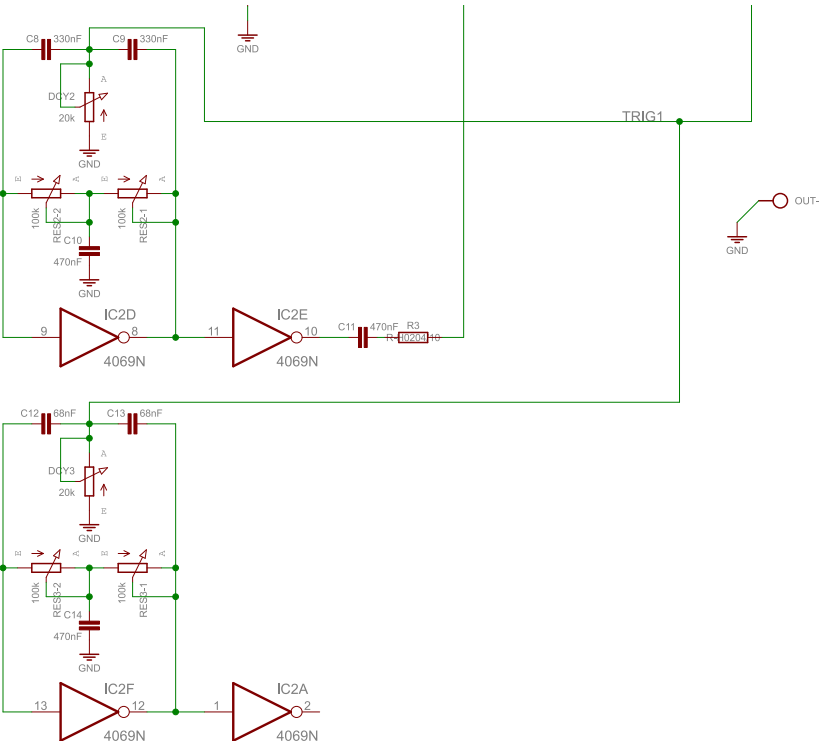 C8 330nF C9 330nF
GND
A
DCY2
20k
E
GND
TRIG1
E A E A
100k RES2-2 100k RES2-1
OUT-
GND
C10
470nF
GND
IC2D IC2E
9 8 11 10 C11 470nF R3
R-H0204/10
4069N 4069N
C12 68nF C13 68nF
A
DCY3
20k
E
GND
E A E A
100k RES3-2 100k RES3-1
C14
470nF
GND
IC2F IC2A
13 12 1 2
4069N 4069N